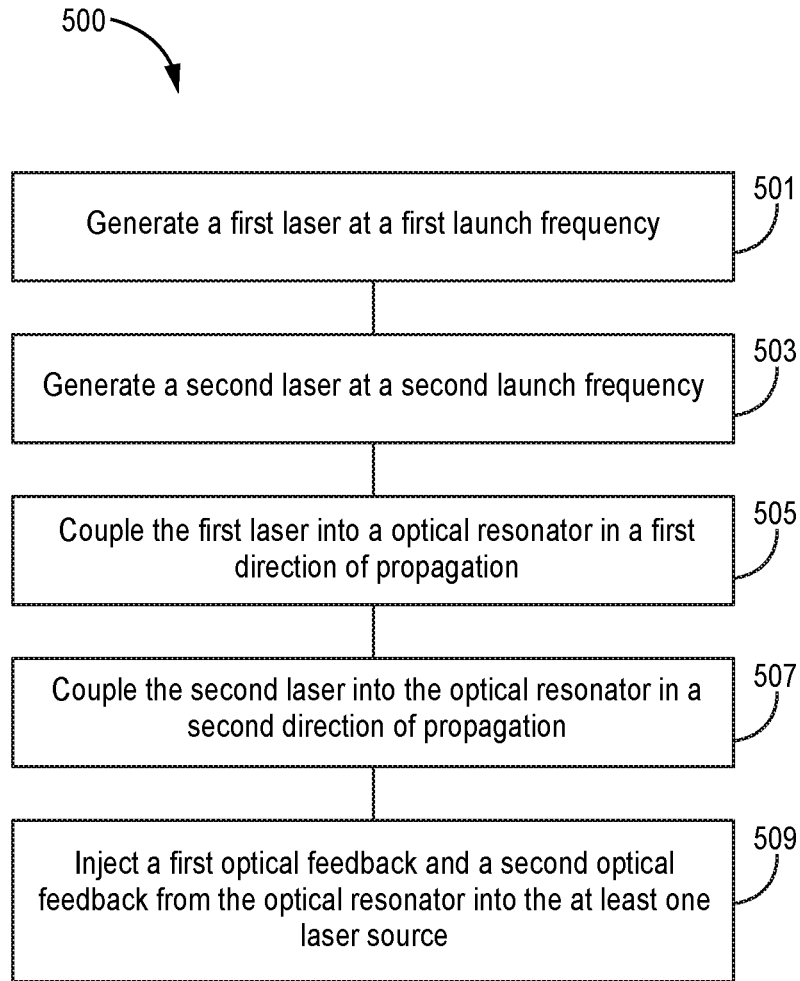 500
501
Generate a first laser at a first launch frequency
503
Generate a second laser at a second launch frequency
505
Couple the first laser into a optical resonator in a first
direction of propagation
507
Couple the second laser into the optical resonator in a
second direction of propagation
509
Inject a first optical feedback and a second optical
feedback from the optical resonator into the at least one
laser source